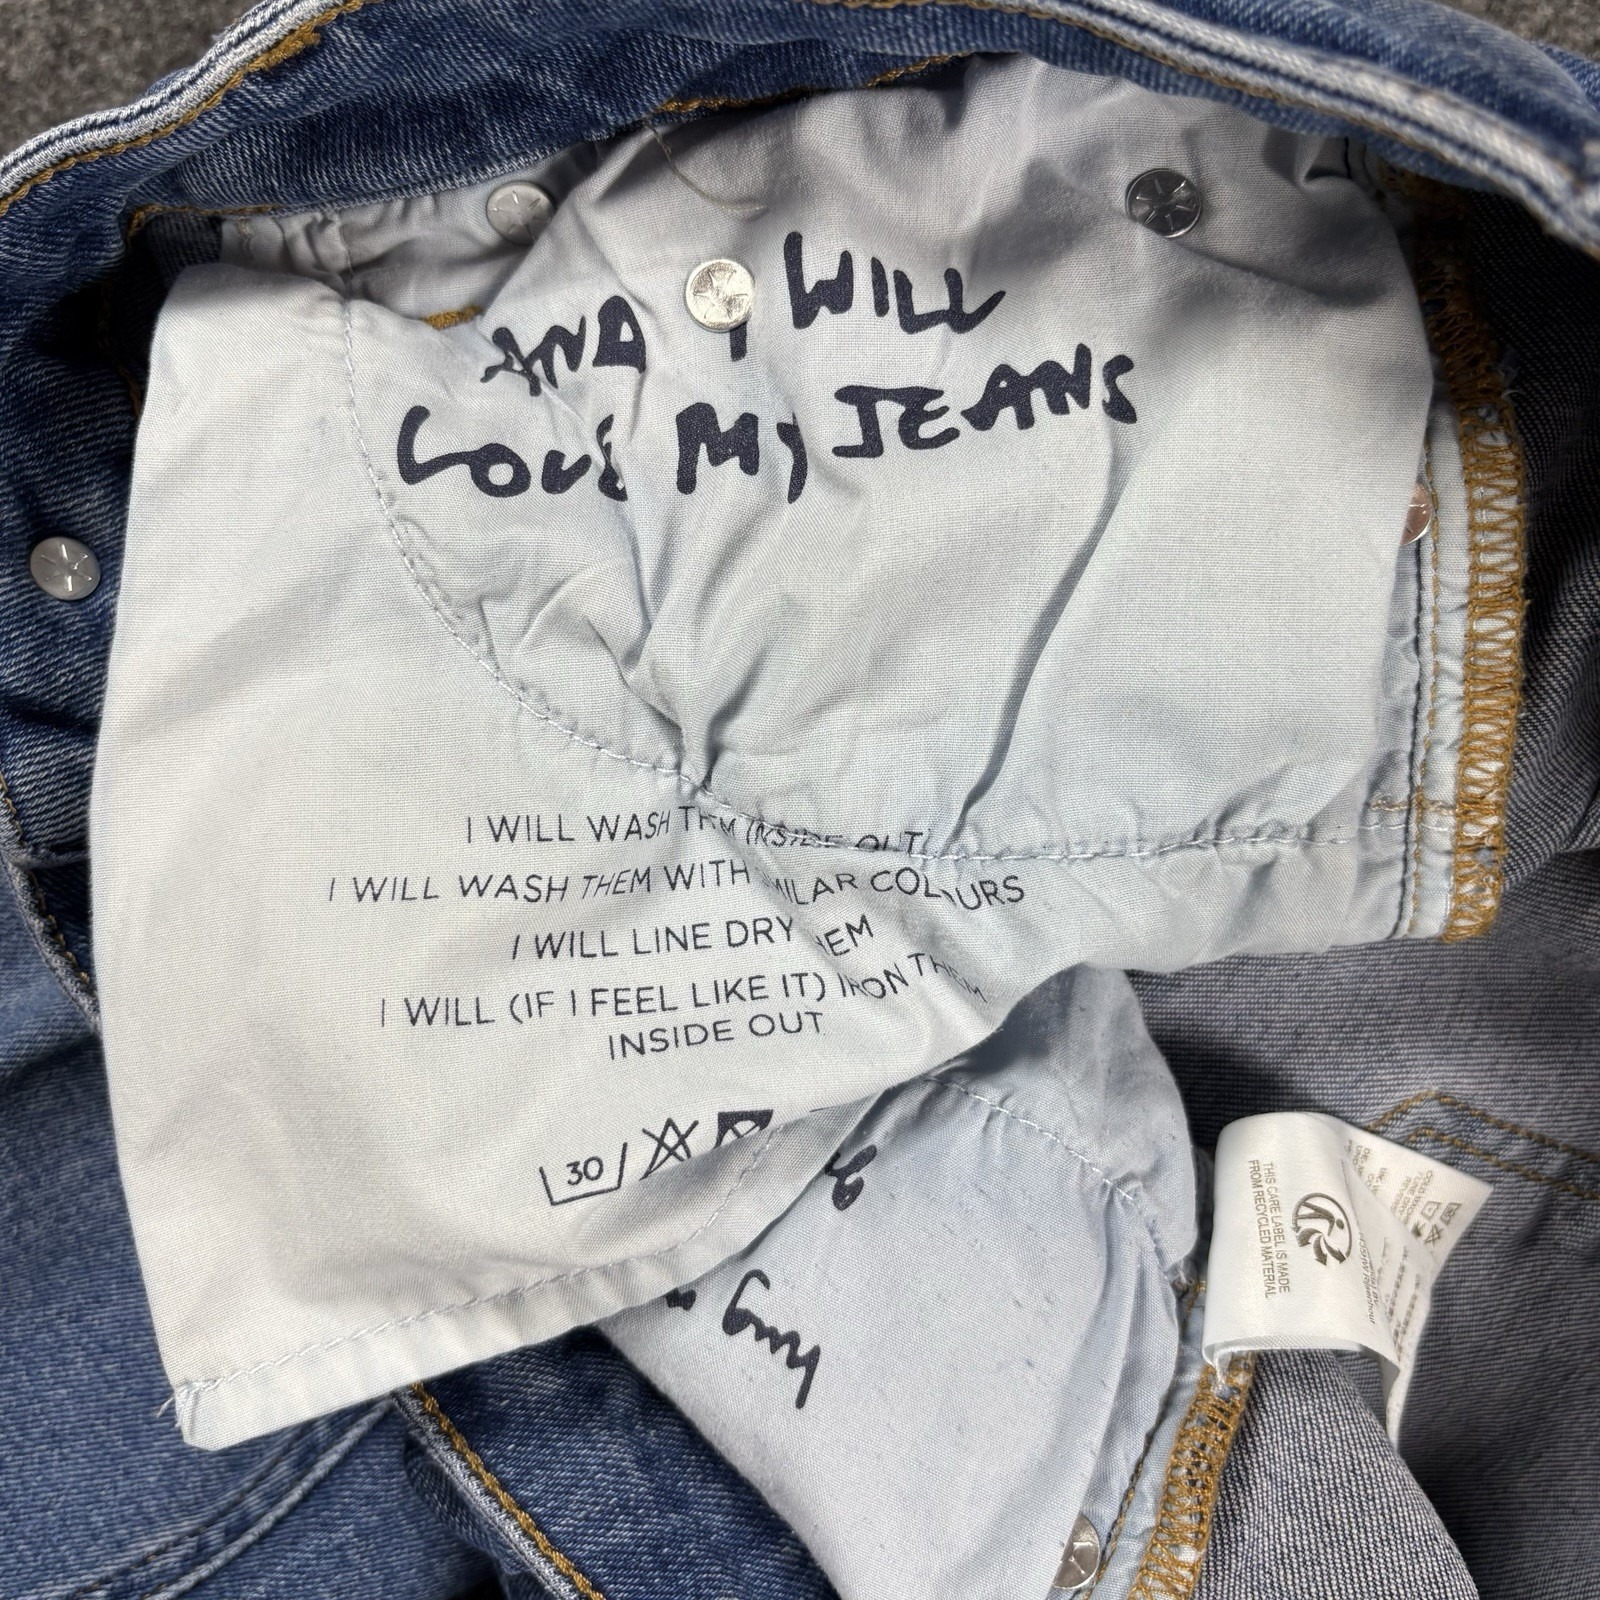 AND I WILL
LOVE MY JEANS
I WILL WASH THEM INSIDE OUT
I WILL WASH THEM WITH SIMILAR COLOURS
I WILL LINE DRY THEM
I WILL (IF I FEEL LIKE IT) IRON THEM
INSIDE OUT
30
THIS CARE LABEL IS MADE
FROM RECYCLED MATERIAL